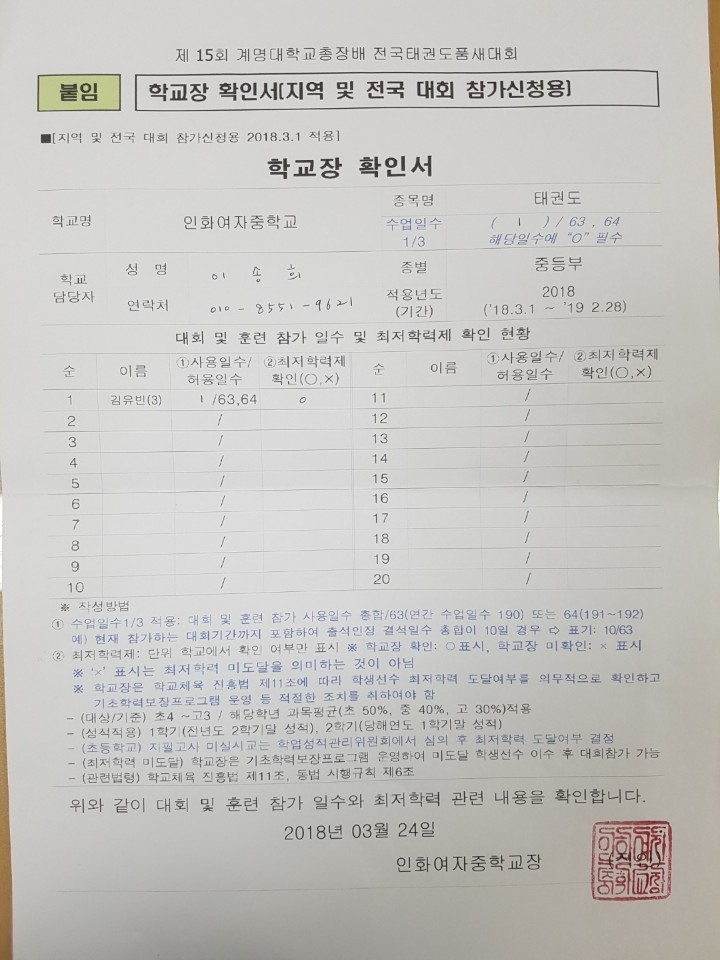 제 15회 계명대학교총장배 전국태권도품새대회
붙임 학교장 확인서[지역 및 전국 대회 참가신청용]
■[지역 및 전국 대회 참가신청용 2018.3.1 적용]
학교장 확인서
학교명 인화여자중학교 종목명 태권도
수업일수 1/3 ( 1 ) / 63 , 64 해당일수에 “O” 필수
학교 담당자 성 명 이 송 희 종별 중등부
연락처 010 - 8551 - 9621 적용년도 (기간) 2018 ('18.3.1 ~ '19 2.28)
대회 및 훈련 참가 일수 및 최저학력제 확인 현황
순 이름 ①사용일수/허용일수 ②최저학력제 확인(○,×) 순 이름 ①사용일수/허용일수 ②최저학력제 확인(○,×)
1 김유빈(3) 1 /63,64 o 11 /
2 / 12 /
3 / 13 /
4 / 14 /
5 / 15 /
6 / 16 /
7 / 17 /
8 / 18 /
9 / 19 /
10 / 20 /
※ 작성방법
① 수업일수1/3 적용: 대회 및 훈련 참가 사용일수 총합/63(연간 수업일수 190) 또는 64(191~192)
예) 현재 참가하는 대회기간까지 포함하여 출석인정 결석일수 총합이 10일 경우 ⇨ 표기: 10/63
② 최저학력제: 단위 학교에서 확인 여부만 표시 ※ 학교장 확인: ○표시, 학교장 미확인: × 표시
※ ‘×’ 표시는 최저학력 미도달을 의미하는 것이 아님
※ 학교장은 학교체육 진흥법 제11조에 따라 학생선수 최저학력 도달여부를 의무적으로 확인하고
기초학력보장프로그램 운영 등 적절한 조치를 취하여야 함
- (대상/기준) 초4 ~고3 / 해당학년 과목평균(초 50%, 중 40%, 고 30%)적용
- (성적적용) 1학기(전년도 2학기말 성적), 2학기(당해연도 1학기말 성적)
- (초등학교) 지필고사 미실시교는 학업성적관리위원회에서 심의 후 최저학력 도달여부 결정
- (최저학력 미도달) 학교장은 기초학력보장프로그램 운영하여 미도달 학생선수 이수 후 대회참가 가능
- (관련법령) 학교체육 진흥법 제11조, 동법 시행규칙 제6조
위와 같이 대회 및 훈련 참가 일수와 최저학력 관련 내용을 확인합니다.
2018년 03월 24일
인화여자중학교장 (직인)